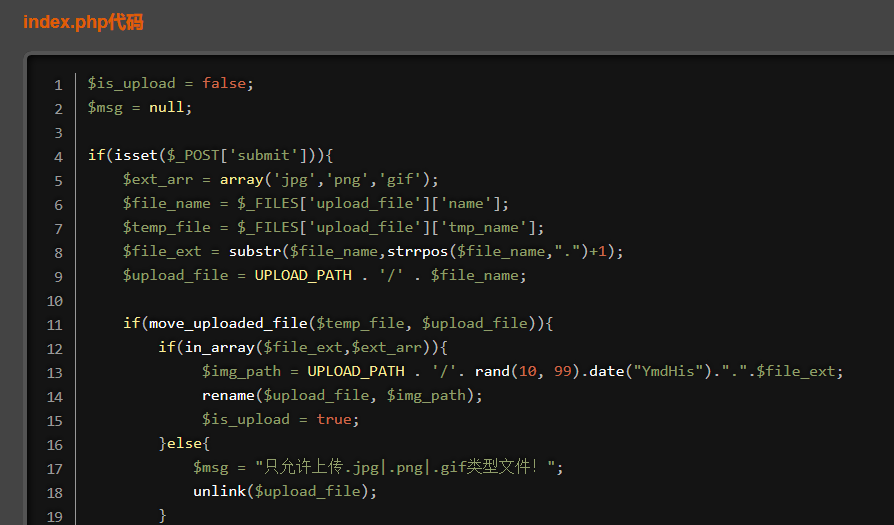 index.php代码
1 $is_upload = false;
2 $msg = null;
3
4 if(isset($_POST['submit'])){
5     $ext_arr = array('jpg','png','gif');
6     $file_name = $_FILES['upload_file']['name'];
7     $temp_file = $_FILES['upload_file']['tmp_name'];
8     $file_ext = substr($file_name,strrpos($file_name,".")+1);
9     $upload_file = UPLOAD_PATH . '/' . $file_name;
10
11     if(move_uploaded_file($temp_file, $upload_file)){
12         if(in_array($file_ext,$ext_arr)){
13              $img_path = UPLOAD_PATH . '/'. rand(10, 99).date("YmdHis").".".$file_ext;
14              rename($upload_file, $img_path);
15              $is_upload = true;
16         }else{
17             $msg = "只允许上传.jpg|.png|.gif类型文件！";
18             unlink($upload_file);
19         }